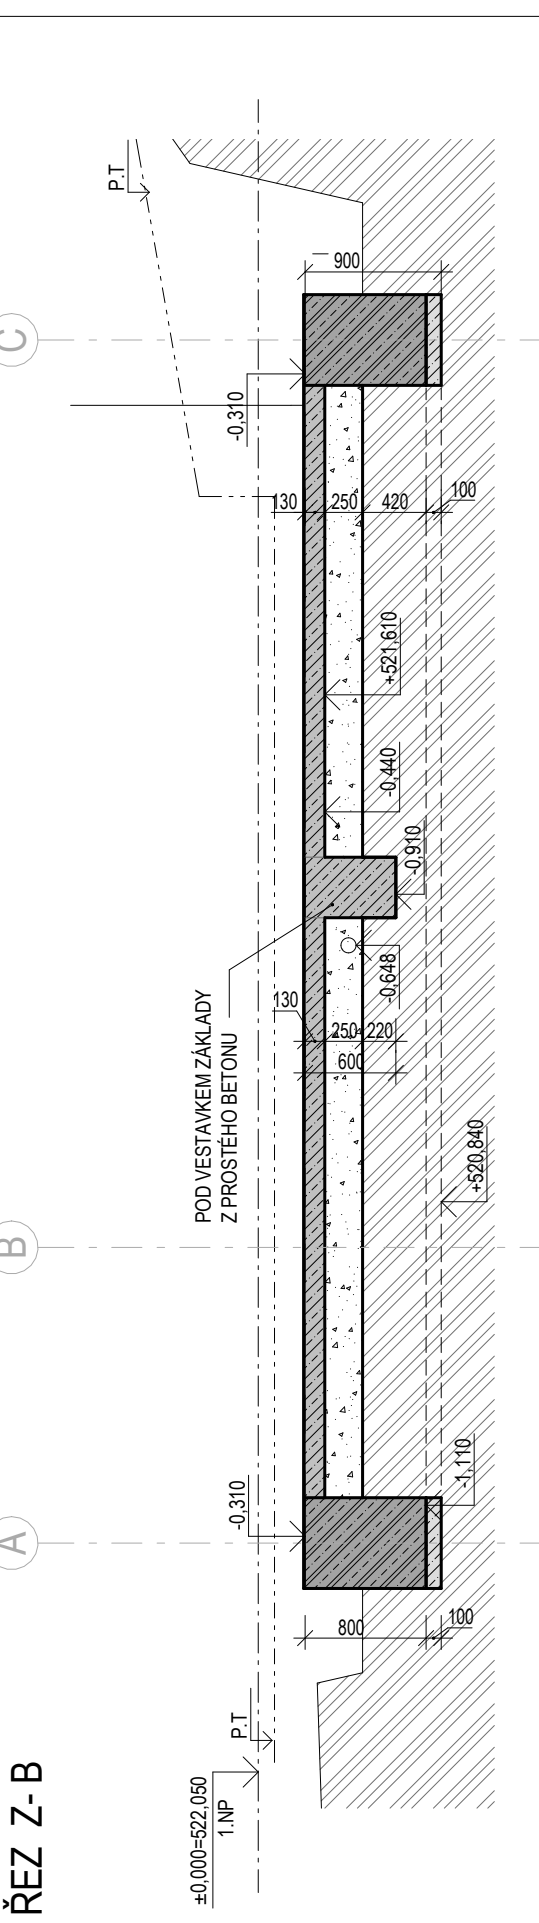 ŘEZ Z-B
±0,000=522,050
1.NP
P.T
A
B
C
-0,310
800
100
-1,110
POD VESTAVKEM ZÁKLADY
Z PROSTÉHO BETONU
130
250
220
600
+520,840
-0,648
-0,910
-0,440
+521,610
130
250
420
100
-0,310
900
P.T